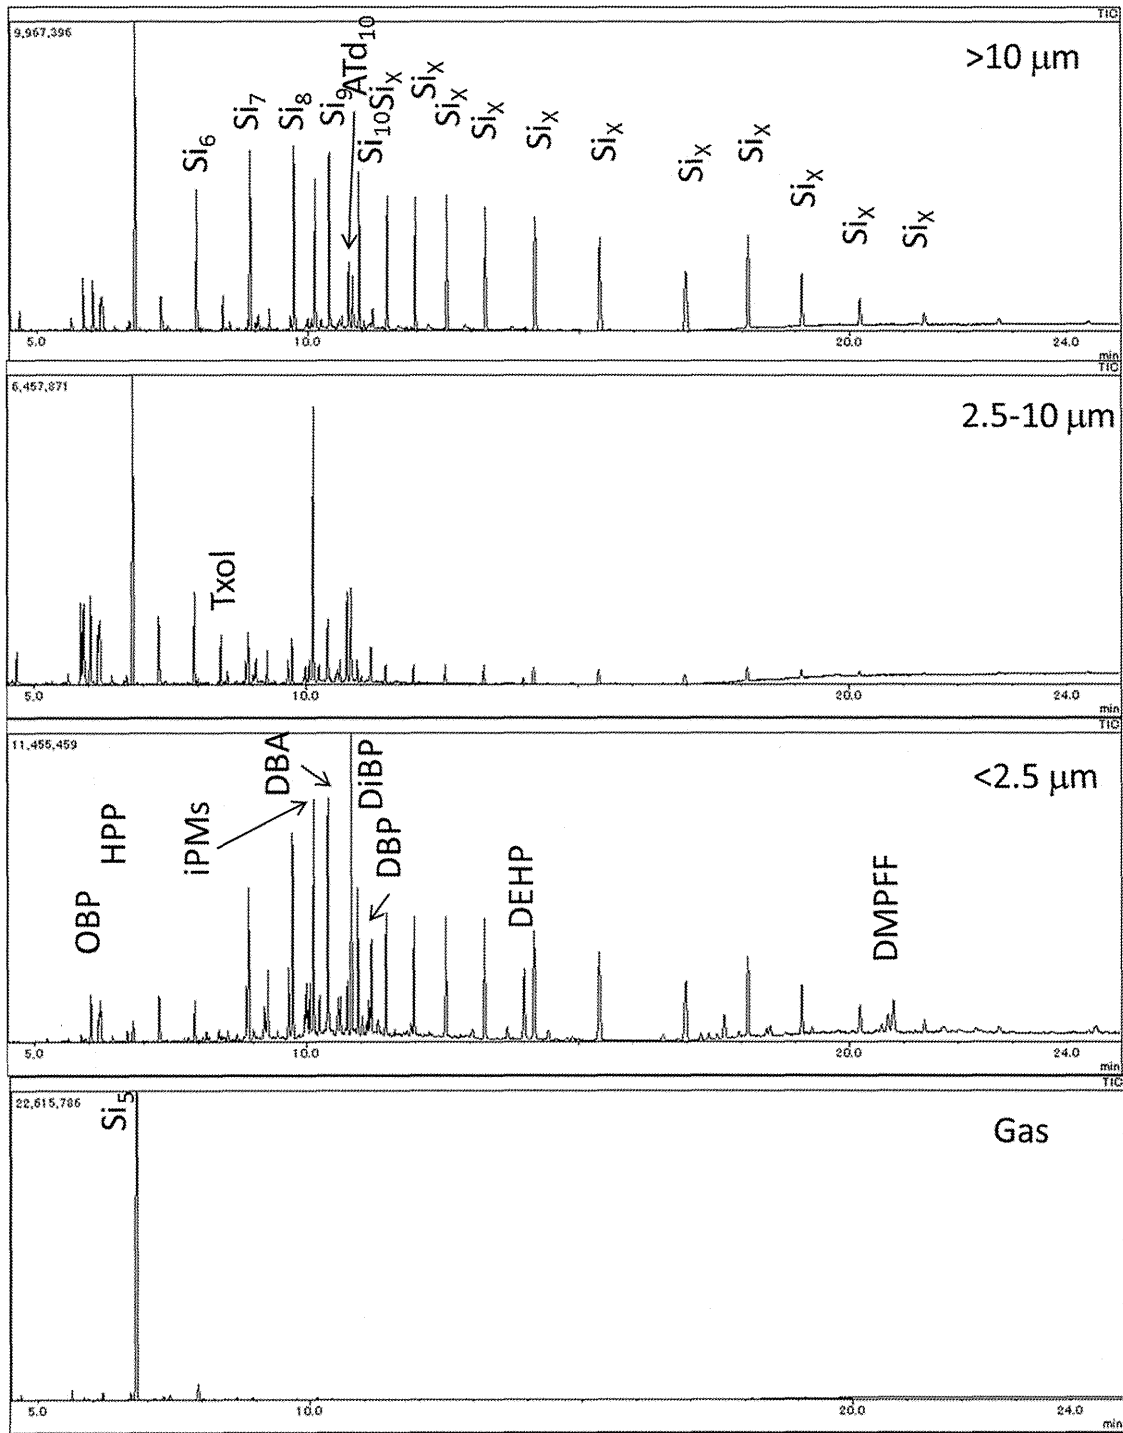 TIC
9,967,396
>10 μm
Si6
Si7
Si8
Si9
ATd10
Si10
SiX
SiX
SiX
SiX
SiX
SiX
SiX
SiX
SiX
SiX
SiX
5.0 10.0 20.0 24.0
min
TIC
6,457,871
2.5-10 μm
Txol
5.0 10.0 20.0 24.0
min
TIC
11,455,459
<2.5 μm
OBP
HPP
iPMs
DBA
DiBP
DBP
DEHP
DMPFF
5.0 10.0 20.0 24.0
min
TIC
22,615,786
Si5
Gas
5.0 10.0 20.0 24.0
min